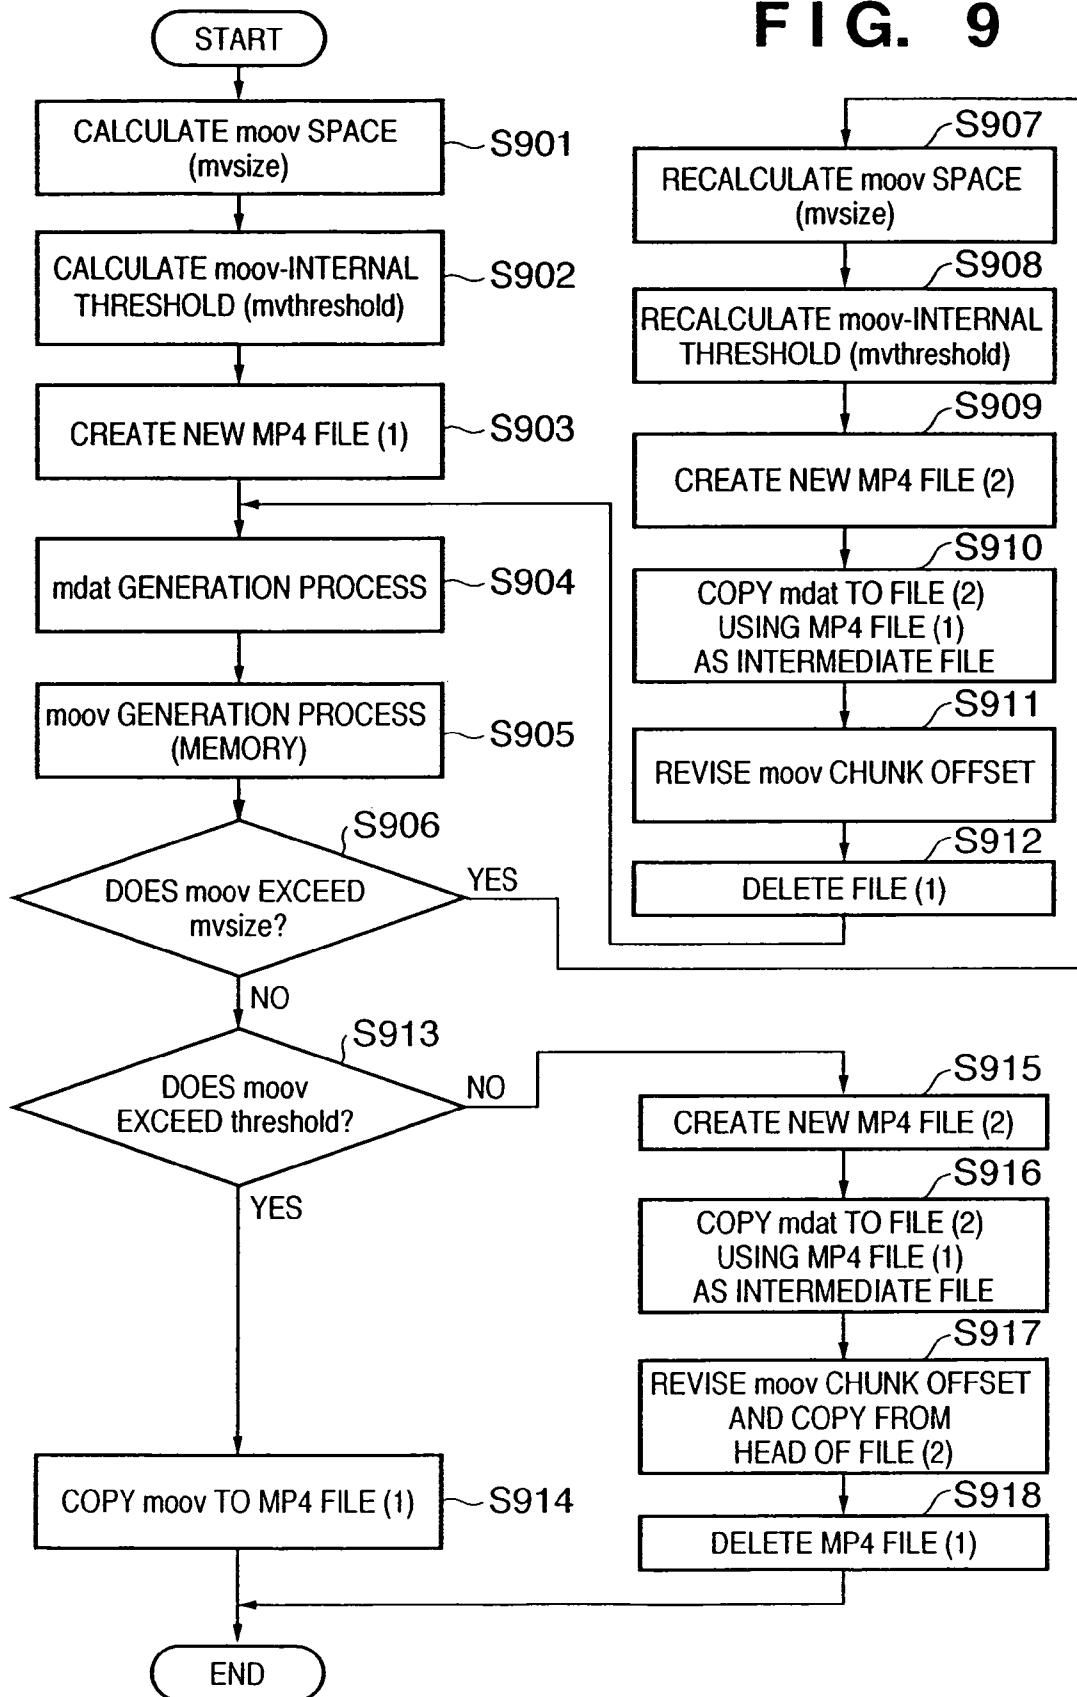 FIG. 9
START
CALCULATE moov SPACE
(mvsize)
S901
CALCULATE moov-INTERNAL
THRESHOLD (mvthreshold)
S902
CREATE NEW MP4 FILE (1)
S903
mdat GENERATION PROCESS
S904
moov GENERATION PROCESS
(MEMORY)
S905
S906
DOES moov EXCEED
mvsize?
YES
NO
S907
RECALCULATE moov SPACE
(mvsize)
S908
RECALCULATE moov-INTERNAL
THRESHOLD (mvthreshold)
S909
CREATE NEW MP4 FILE (2)
S910
COPY mdat TO FILE (2)
USING MP4 FILE (1)
AS INTERMEDIATE FILE
S911
REVISE moov CHUNK OFFSET
S912
DELETE FILE (1)
S913
DOES moov
EXCEED threshold?
NO
YES
COPY moov TO MP4 FILE (1)
S914
S915
CREATE NEW MP4 FILE (2)
S916
COPY mdat TO FILE (2)
USING MP4 FILE (1)
AS INTERMEDIATE FILE
S917
REVISE moov CHUNK OFFSET
AND COPY FROM
HEAD OF FILE (2)
S918
DELETE MP4 FILE (1)
END